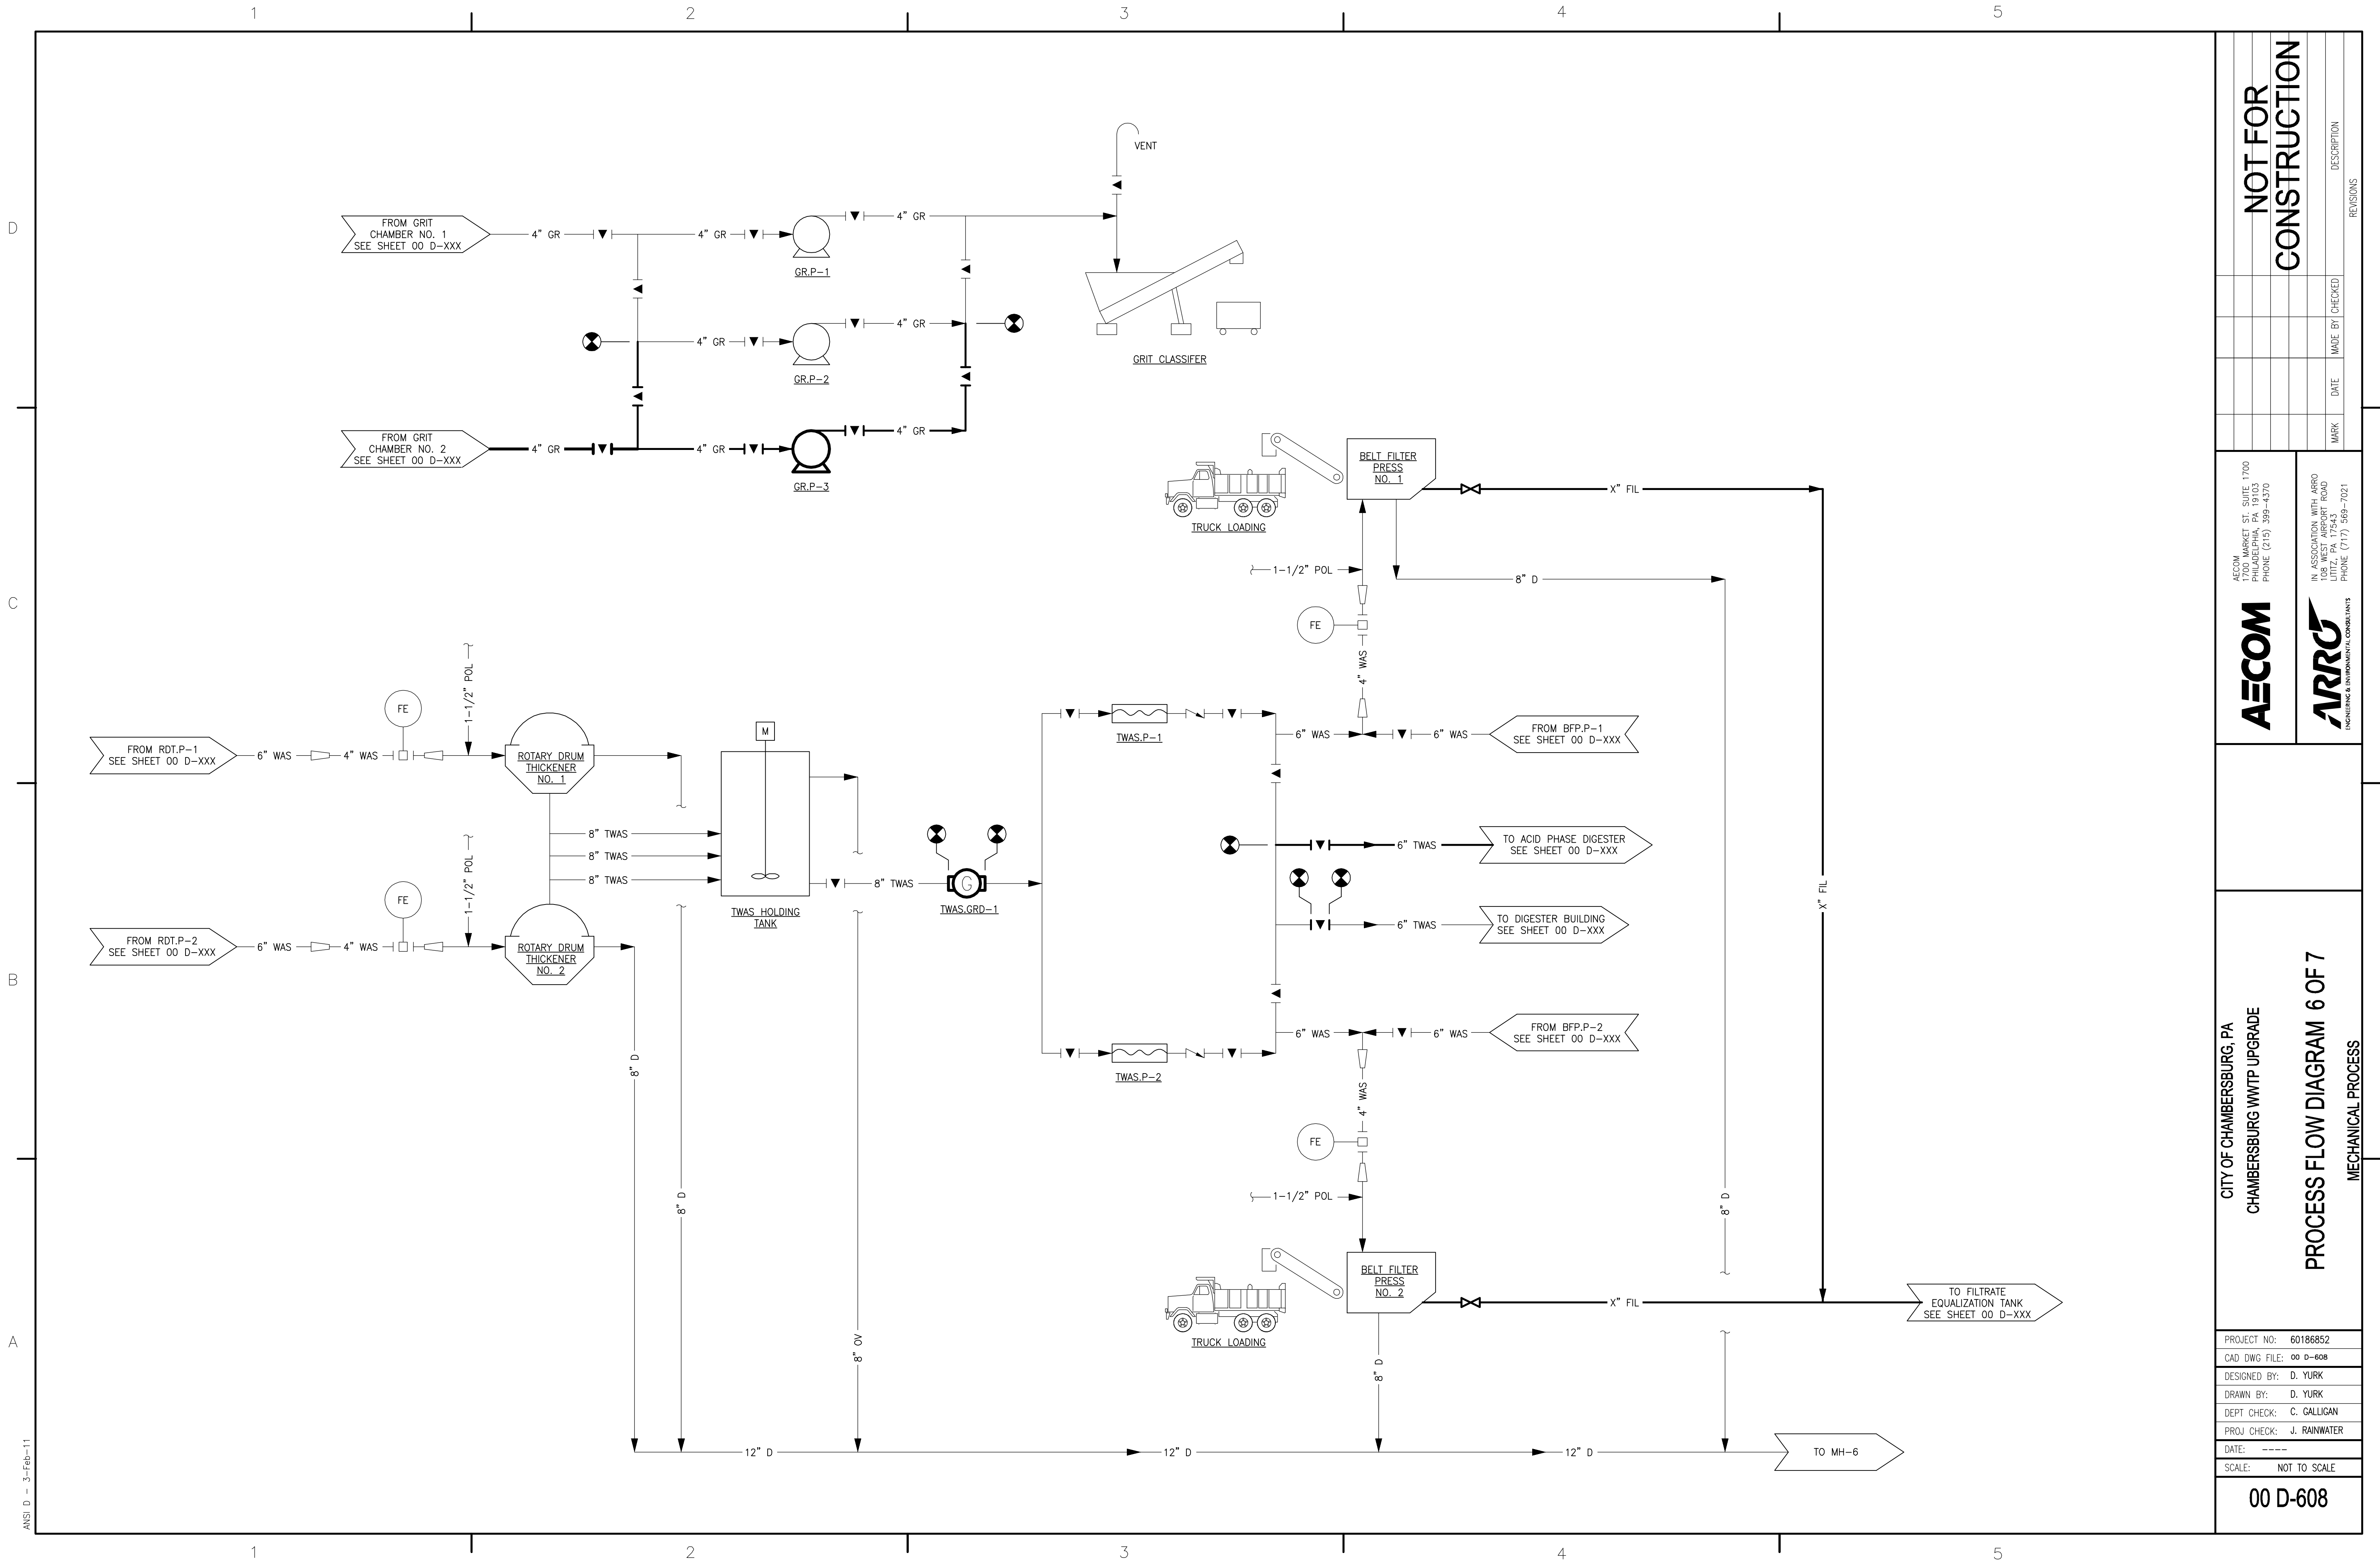 1
2
3
4
5
D
C
B
A
VENT
FROM GRIT
CHAMBER NO. 1
SEE SHEET 00 D-XXX
4" GR
4" GR
GR.P-1
4" GR
4" GR
GR.P-2
4" GR
GRIT CLASSIFER
FROM GRIT
CHAMBER NO. 2
SEE SHEET 00 D-XXX
4" GR
4" GR
GR.P-3
4" GR
BELT FILTER
PRESS
NO. 1
TRUCK LOADING
X" FIL
1-1/2" POL
8" D
FE
4" WAS
FROM RDT.P-1
SEE SHEET 00 D-XXX
6" WAS
4" WAS
FE
1-1/2" POL
ROTARY DRUM
THICKENER
NO. 1
M
TWAS.P-1
6" WAS
6" WAS
FROM BFP.P-1
SEE SHEET 00 D-XXX
8" TWAS
8" TWAS
8" TWAS
TO ACID PHASE DIGESTER
SEE SHEET 00 D-XXX
6" TWAS
TWAS HOLDING
TANK
8" TWAS
G
TWAS.GRD-1
6" TWAS
TO DIGESTER BUILDING
SEE SHEET 00 D-XXX
X" FIL
FROM RDT.P-2
SEE SHEET 00 D-XXX
6" WAS
4" WAS
FE
1-1/2" POL
ROTARY DRUM
THICKENER
NO. 2
6" WAS
6" WAS
FROM BFP.P-2
SEE SHEET 00 D-XXX
TWAS.P-2
4" WAS
FE
1-1/2" POL
8" D
8" D
8" OV
8" D
BELT FILTER
PRESS
NO. 2
TRUCK LOADING
X" FIL
TO FILTRATE
EQUALIZATION TANK
SEE SHEET 00 D-XXX
8" D
12" D
12" D
12" D
TO MH-6
ANSI D - 3-Feb-11
1
2
3
4
5
NOT FOR
CONSTRUCTION
MARK
DATE
MADE BY
CHECKED
DESCRIPTION
REVISIONS
AECOM
AECOM
1700 MARKET ST. SUITE 1700
PHILADELPHIA, PA 19103
PHONE (215) 399-4370
ARRO
ENGINEERING & ENVIRONMENTAL CONSULTANTS
IN ASSOCIATION WITH ARRO
108 WEST AIRPORT ROAD
LITITZ, PA 17543
PHONE (717) 569-7021
CITY OF CHAMBERSBURG, PA
CHAMBERSBURG WWTP UPGRADE
PROCESS FLOW DIAGRAM 6 OF 7
MECHANICAL PROCESS
PROJECT NO: 60186852
CAD DWG FILE: 00 D-608
DESIGNED BY: D. YURK
DRAWN BY: D. YURK
DEPT CHECK: C. GALLIGAN
PROJ CHECK: J. RAINWATER
DATE: ----
SCALE: NOT TO SCALE
00 D-608